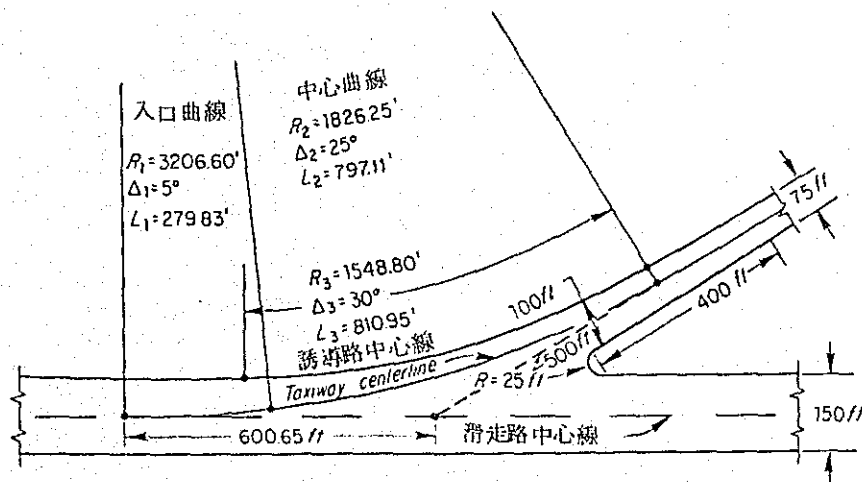 入口曲線
R₁=3206.60'
Δ₁=5°
L₁=279.83'
中心曲線
R₂=1826.25'
Δ₂=25°
L₂=797.11'
R₃=1548.80'
Δ₃=30°
L₃=810.95'
誘導路中心線
Taxiway centerline
100ft
500ft
R=25ft
400ft
75ft
600.65ft
滑走路中心線
150ft